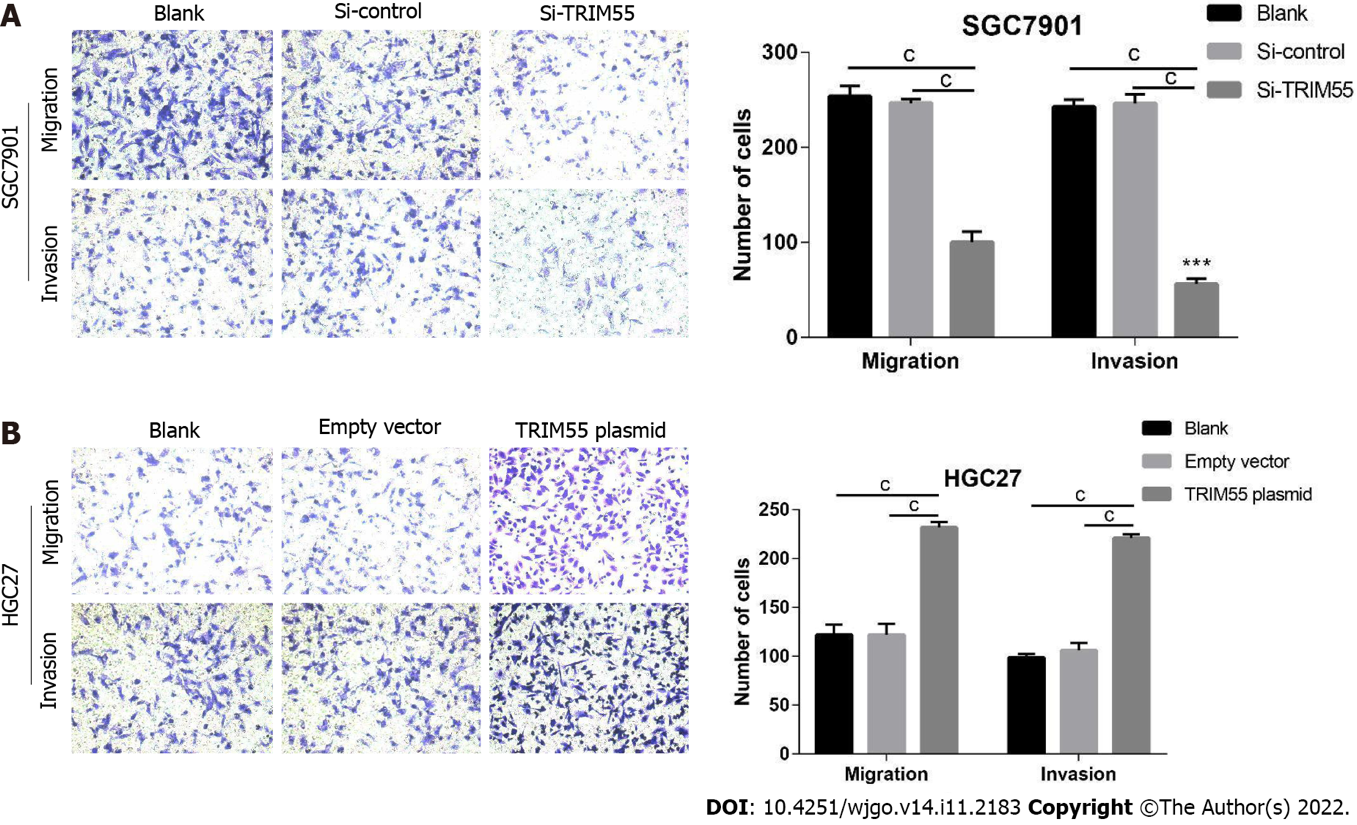 A
Blank
Si-control
Si-TRIM55
SGC7901
Migration
Invasion
SGC7901
Blank
Si-control
Si-TRIM55
Number of cells
300
200
100
0
C
C
C
C
***
Migration
Invasion
B
Blank
Empty vector
TRIM55 plasmid
HGC27
Migration
Invasion
HGC27
Blank
Empty vector
TRIM55 plasmid
Number of cells
250
200
150
100
50
0
C
C
C
C
Migration
Invasion
DOI: 10.4251/wjgo.v14.i11.2183 Copyright ©The Author(s) 2022.